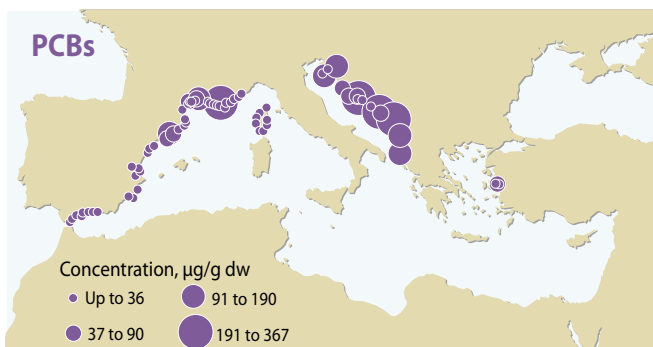 PCBs
Concentration, µg/g dw
Up to 36
91 to 190
37 to 90
191 to 367